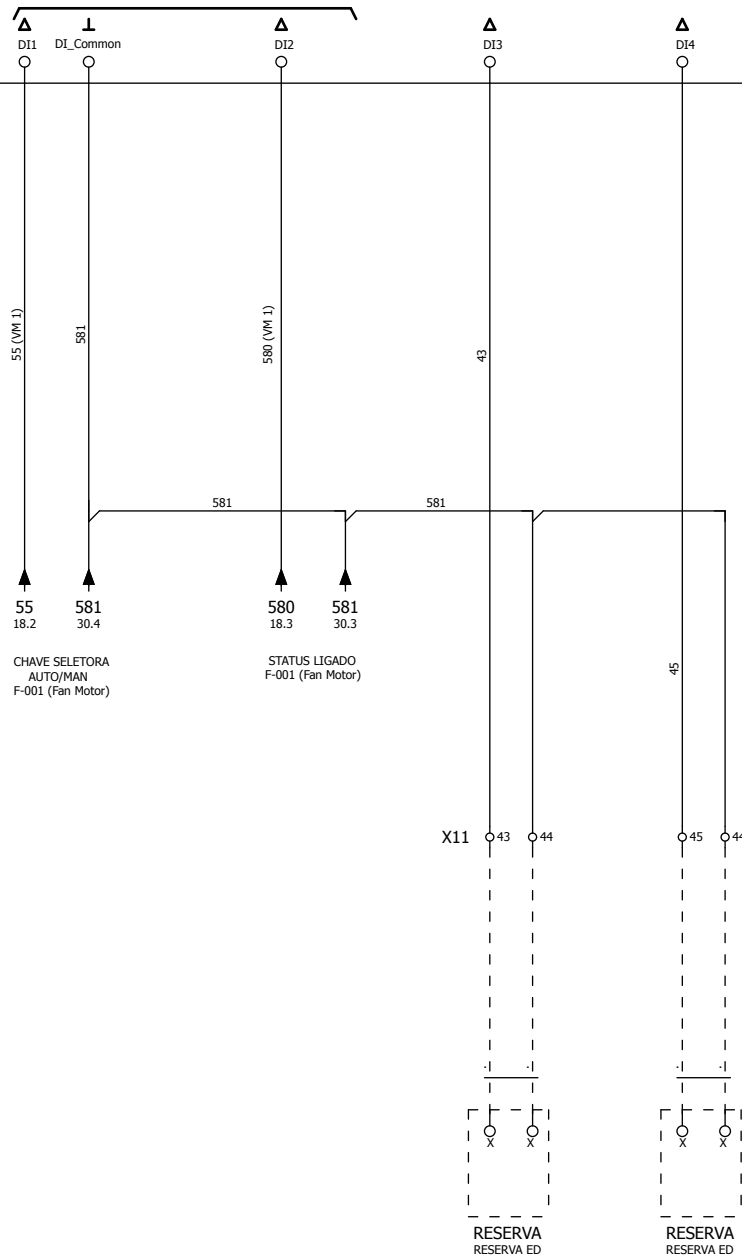 DI1
DI_Common
DI2
DI3
DI4
55 (VM 1)
581
580 (VM 1)
43
581
581
55
18.2
581
30.4
580
18.3
581
30.3
CHAVE SELETORA
AUTO/MAN
F-001 (Fan Motor)
STATUS LIGADO
F-001 (Fan Motor)
45
X11
43
44
45
44
X
X
X
X
RESERVA
RESERVA ED
RESERVA
RESERVA ED